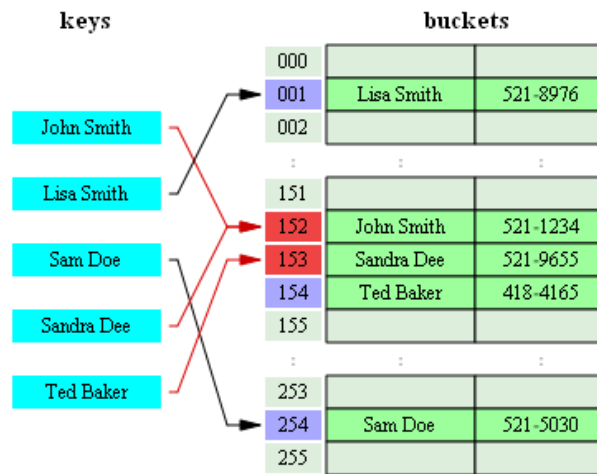 keys
buckets
John Smith
Lisa Smith
Sam Doe
Sandra Dee
Ted Baker
000
001 Lisa Smith 521-8976
002
: : :
151
152 John Smith 521-1234
153 Sandra Dee 521-9655
154 Ted Baker 418-4165
155
: : :
253
254 Sam Doe 521-5030
255